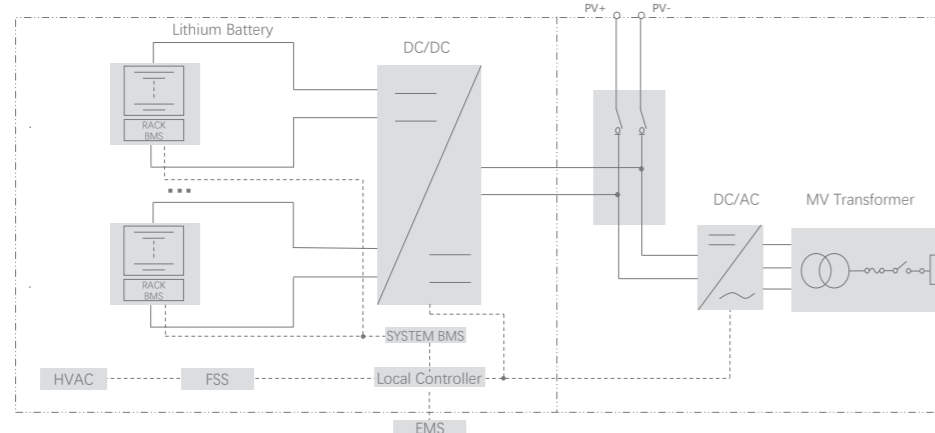 PV+ PV-
Lithium Battery
DC/DC
RACK
BMS
DC/AC MV Transformer
RACK
BMS
SYSTEM BMS
HVAC FSS Local Controller
EMS